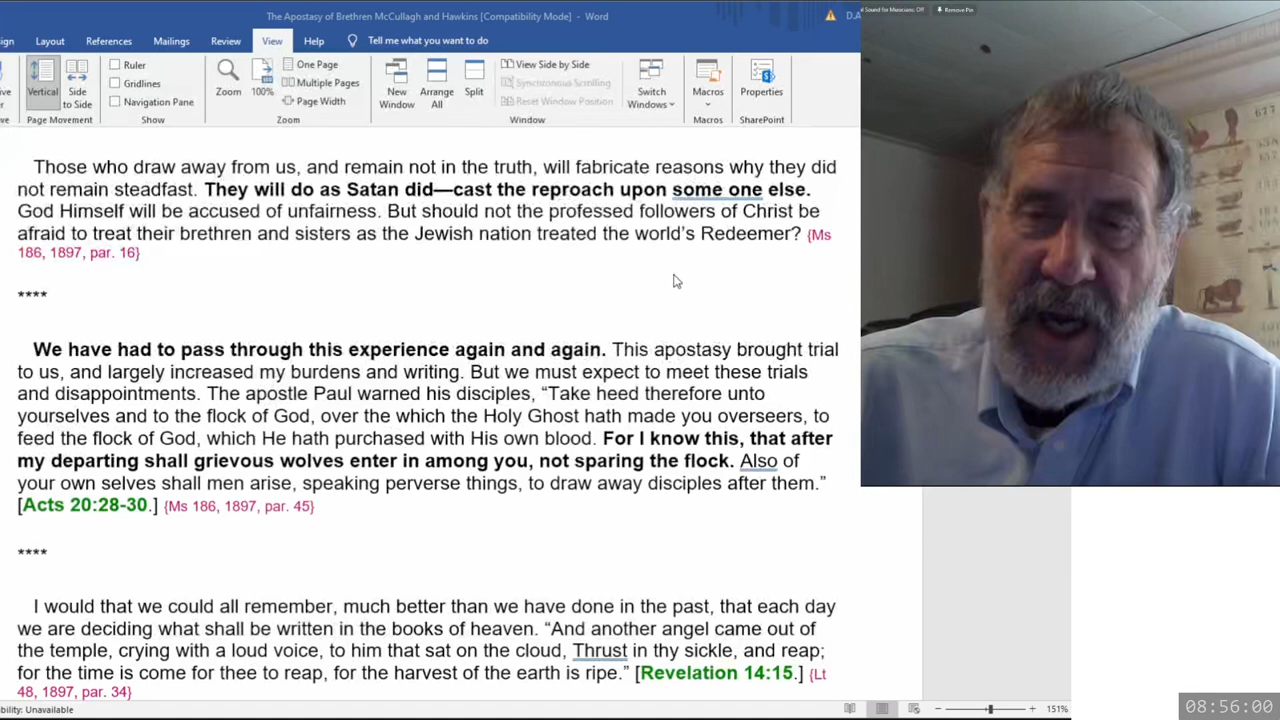 The Apostasy of Brethren McCullagh and Hawkins [Compatibility Mode] - Word
D.A
al Sound for Musicians: Off
Remove Pin
Layout References Mailings Review View Help Tell me what you want to do
Vertical
Side to Side
Page Movement
Ruler
Gridlines
Navigation Pane
Show
Zoom
100%
One Page
Multiple Pages
Page Width
Zoom
New Window
Arrange All
Split
View Side by Side
Synchronous Scrolling
Reset Window Position
Switch Windows
Window
Macros
Macros
Properties
SharePoint
677
Those who draw away from us, and remain not in the truth, will fabricate reasons why they did
not remain steadfast. They will do as Satan did—cast the reproach upon some one else.
God Himself will be accused of unfairness. But should not the professed followers of Christ be
afraid to treat their brethren and sisters as the Jewish nation treated the world’s Redeemer? {Ms
186, 1897, par. 16}
****
We have had to pass through this experience again and again. This apostasy brought trial
to us, and largely increased my burdens and writing. But we must expect to meet these trials
and disappointments. The apostle Paul warned his disciples, “Take heed therefore unto
yourselves and to the flock of God, over the which the Holy Ghost hath made you overseers, to
feed the flock of God, which He hath purchased with His own blood. For I know this, that after
my departing shall grievous wolves enter in among you, not sparing the flock. Also of
your own selves shall men arise, speaking perverse things, to draw away disciples after them.”
[Acts 20:28-30.] {Ms 186, 1897, par. 45}
****
I would that we could all remember, much better than we have done in the past, that each day
we are deciding what shall be written in the books of heaven. “And another angel came out of
the temple, crying with a loud voice, to him that sat on the cloud, Thrust in thy sickle, and reap;
for the time is come for thee to reap, for the harvest of the earth is ripe.” [Revelation 14:15.] {Lt
48, 1897, par. 34}
bility: Unavailable
151%
08:56:00